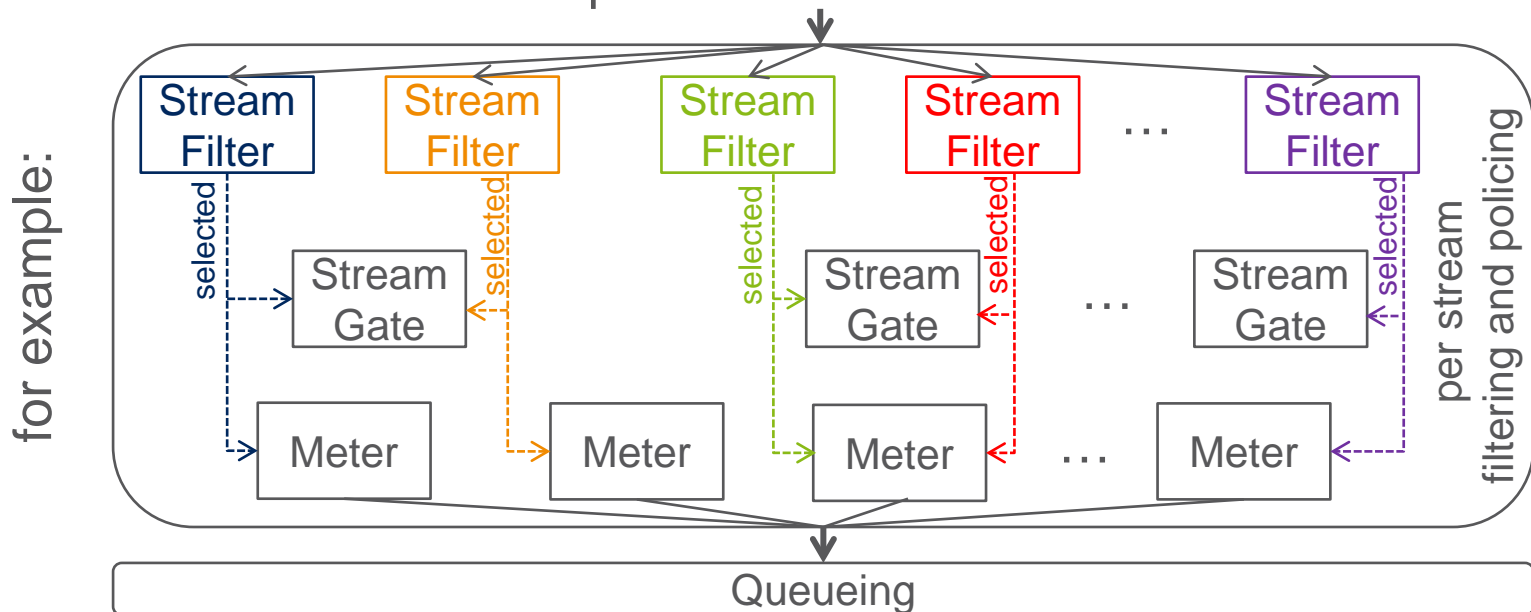 for example:
Stream
Filter
Stream
Filter
Stream
Filter
Stream
Filter
...
Stream
Filter
selected
selected
selected
selected
selected
Stream
Gate
Stream
Gate
...
Stream
Gate
Meter
Meter
Meter
...
Meter
per stream
filtering and policing
Queueing